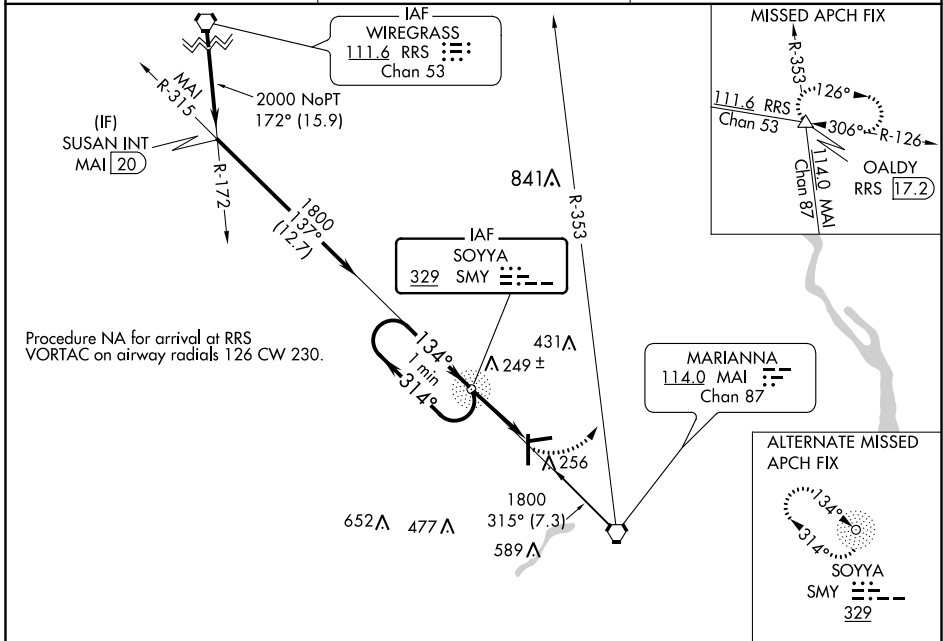 IAF
WIREGRASS
111.6 RRS
Chan 53
MAI
R-315
2000 NoPT
172° (15.9)
(IF)
SUSAN INT
MAI 20
R-172
1800
137°
(12.7)
841
R-353
IAF
SOYYA
329 SMY
Procedure NA for arrival at RRS
VORTAC on airway radials 126 CW 230.
134°
1 min
314°
431
249 ±
MARIANNA
114.0 MAI
Chan 87
256
1800
315° (7.3)
652
477
589
MISSED APCH FIX
R-353
126°
111.6 RRS
Chan 53
306°
R-126
114.0 MAI
Chan 87
OALDY
RRS 17.2
ALTERNATE MISSED
APCH FIX
134°
314°
SOYYA
SMY
329